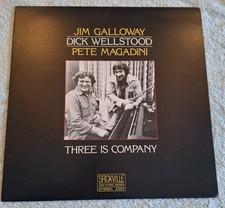 JIM GALLOWAY
DICK WELLSTOOD
PETE MAGADINI
THREE IS COMPANY
SACKVILLE